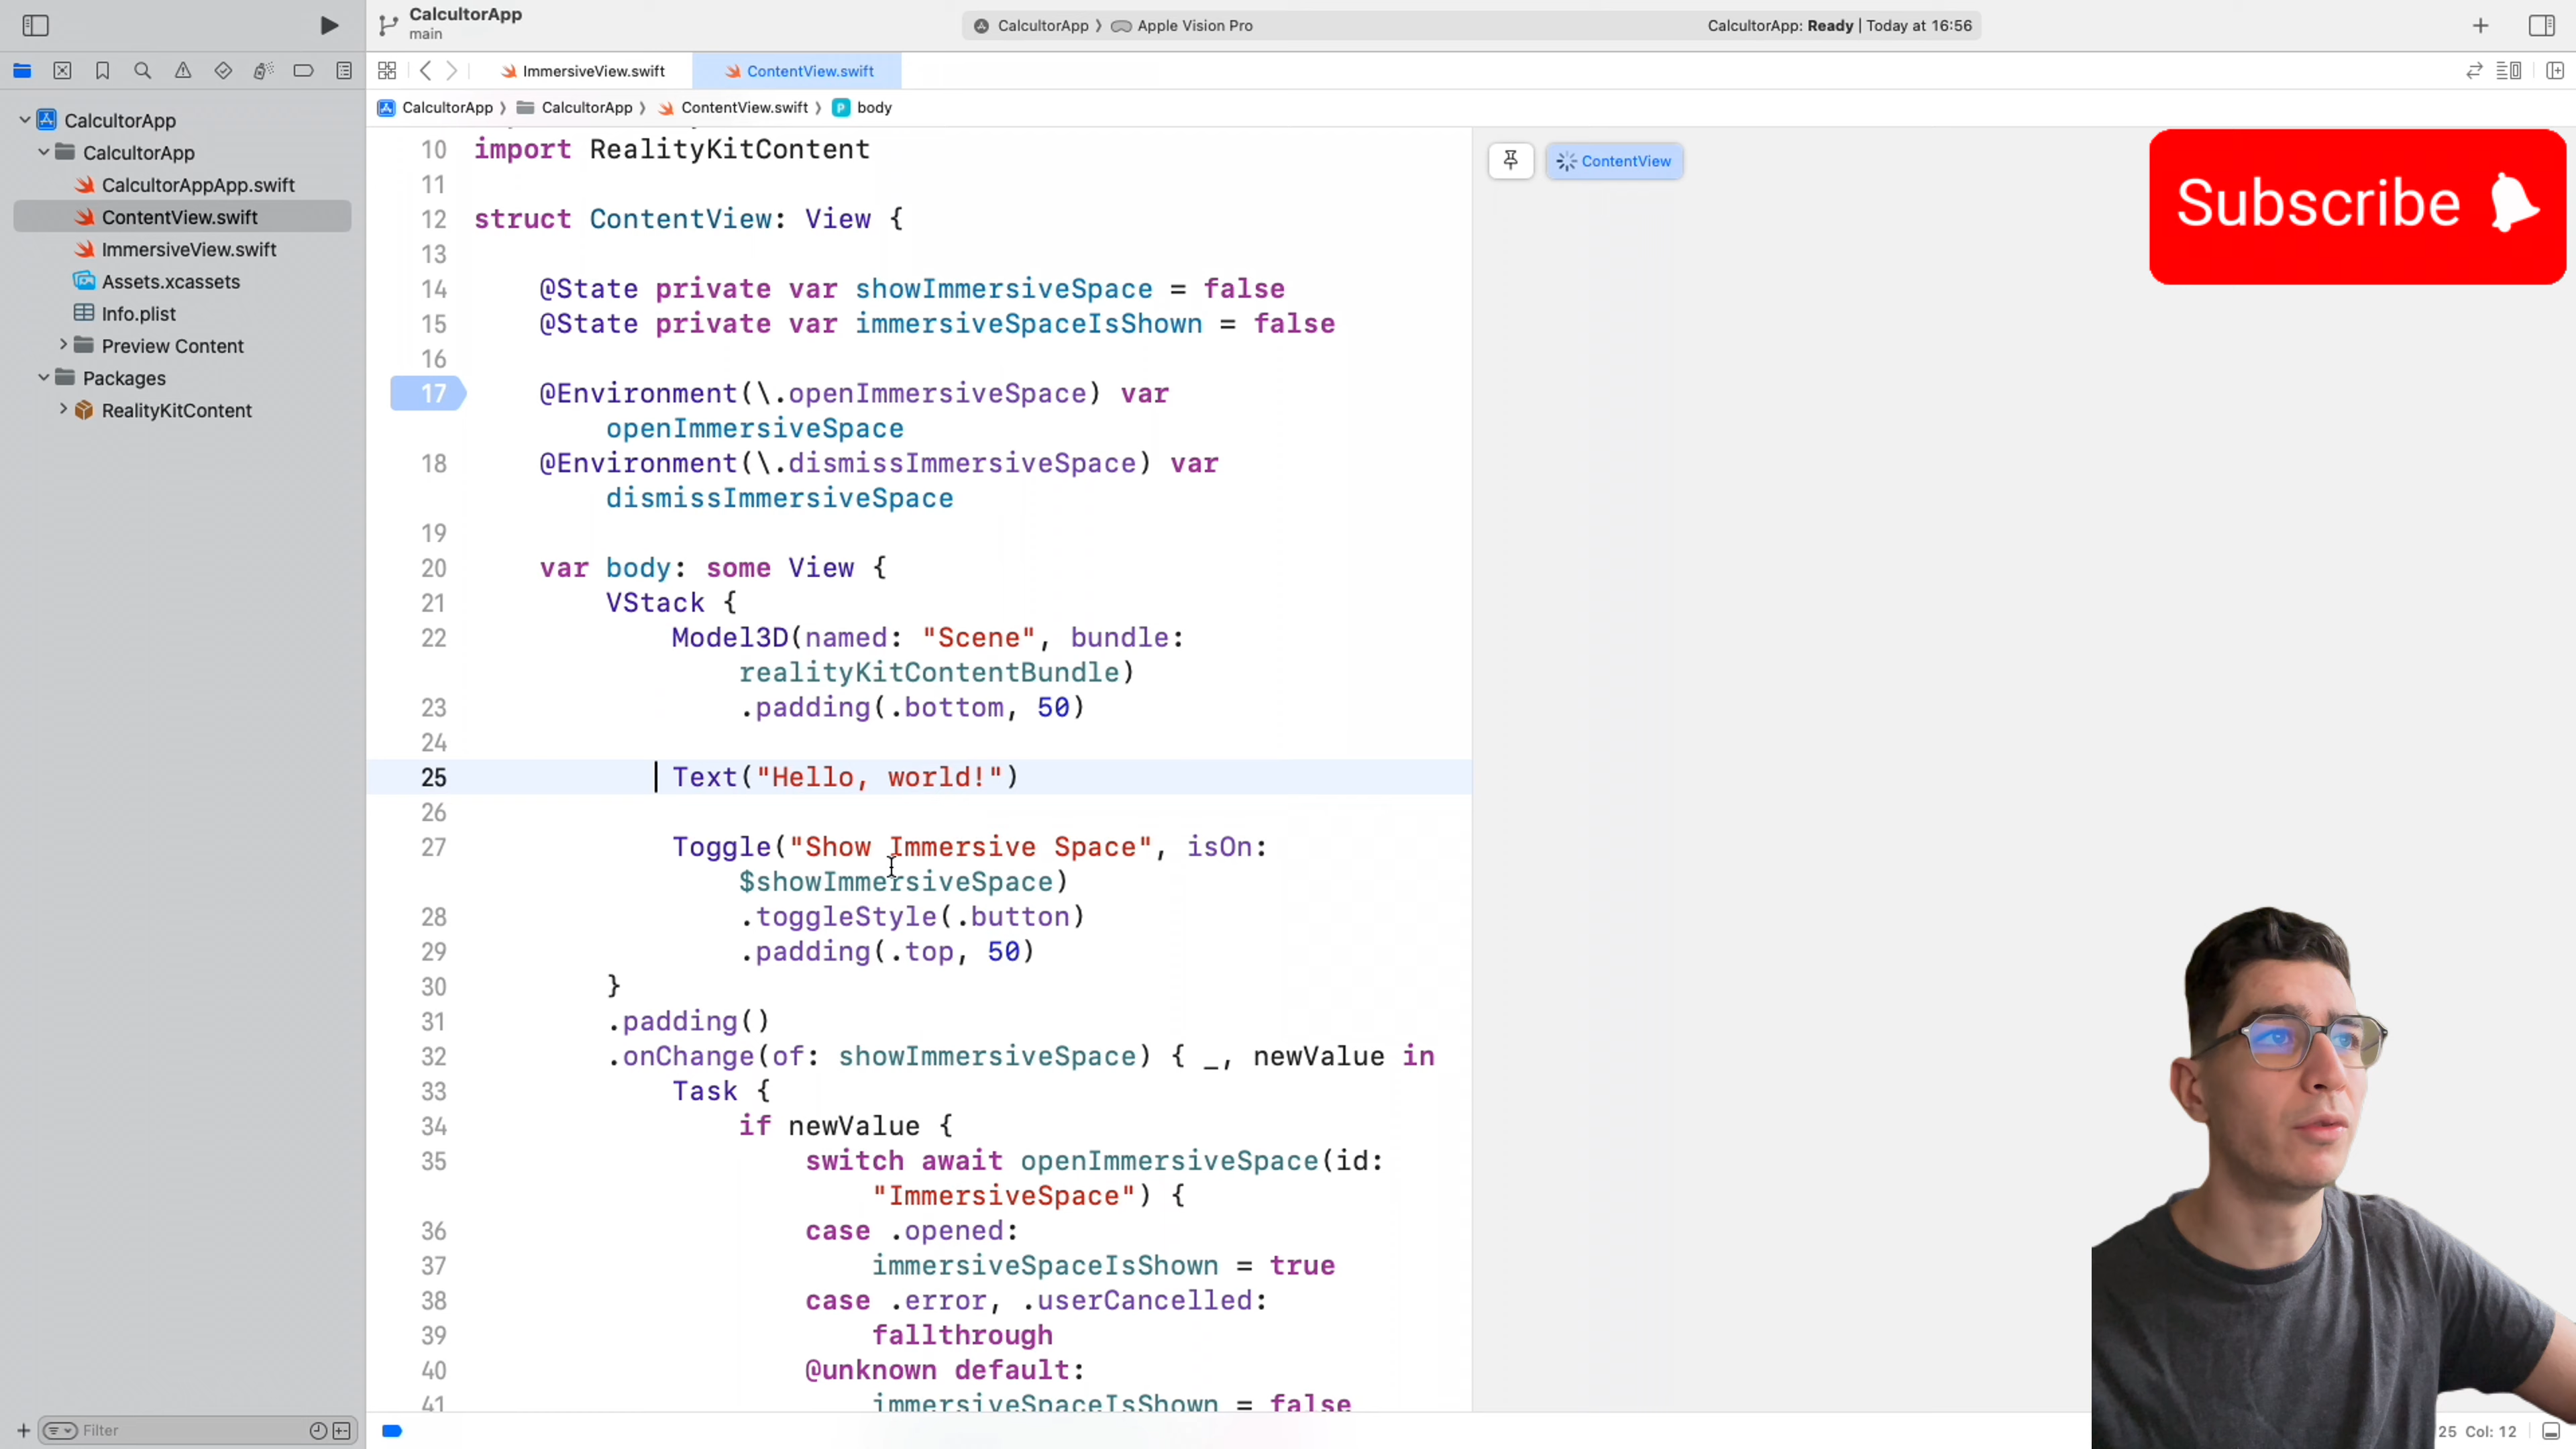 CalcultorApp
main
CalcultorApp 〉 Apple Vision Pro
CalcultorApp: Ready | Today at 16:56
ImmersiveView.swift
ContentView.swift
CalcultorApp 〉 CalcultorApp 〉 ContentView.swift 〉 P body
CalcultorApp
CalcultorApp
CalcultorAppApp.swift
ContentView.swift
ImmersiveView.swift
Assets.xcassets
Info.plist
Preview Content
Packages
RealityKitContent
10 import RealityKitContent
11
12 struct ContentView: View {
13
14 @State private var showImmersiveSpace = false
15 @State private var immersiveSpaceIsShown = false
16
17 @Environment(\.openImmersiveSpace) var
openImmersiveSpace
18 @Environment(\.dismissImmersiveSpace) var
dismissImmersiveSpace
19
20 var body: some View {
21 VStack {
22 Model3D(named: "Scene", bundle:
realityKitContentBundle)
23 .padding(.bottom, 50)
24
25 Text("Hello, world!")
26
27 Toggle("Show Immersive Space", isOn:
$showImmersiveSpace)
28 .toggleStyle(.button)
29 .padding(.top, 50)
30 }
31 .padding()
32 .onChange(of: showImmersiveSpace) { _, newValue in
33 Task {
34 if newValue {
35 switch await openImmersiveSpace(id:
"ImmersiveSpace") {
36 case .opened:
37 immersiveSpaceIsShown = true
38 case .error, .userCancelled:
39 fallthrough
40 @unknown default:
41 immersiveSpaceIsShown = false
ContentView
Subscribe
Filter
25 Col: 12